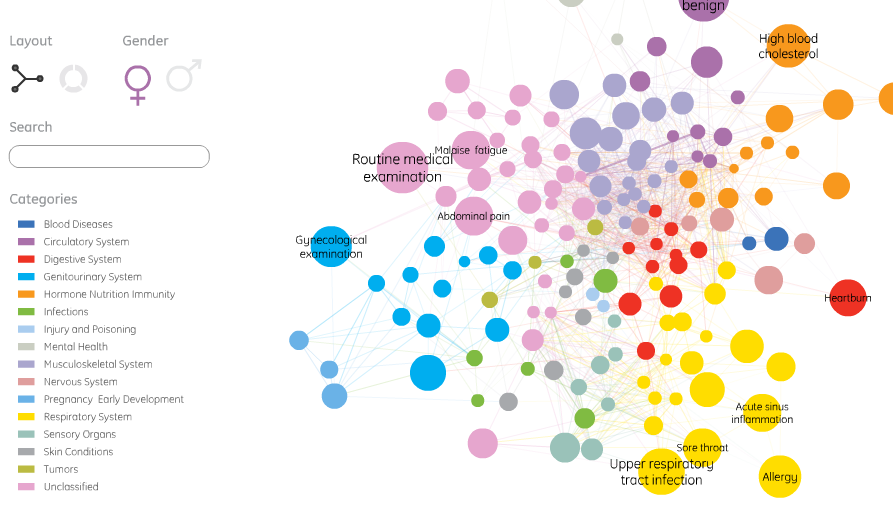 Layout
Gender
Search
Categories
Blood Diseases
Circulatory System
Digestive System
Genitourinary System
Hormone Nutrition Immunity
Infections
Injury and Poisoning
Mental Health
Musculoskeletal System
Nervous System
Pregnancy Early Development
Respiratory System
Sensory Organs
Skin Conditions
Tumors
Unclassified
benign
High blood
cholesterol
Malpise fatigue
Routine medical
examination
Abdominal pain
Gynecological
examination
Heartburn
Acute sinus
inflammation
Sore throat
Upper respiratory
tract infection
Allergy